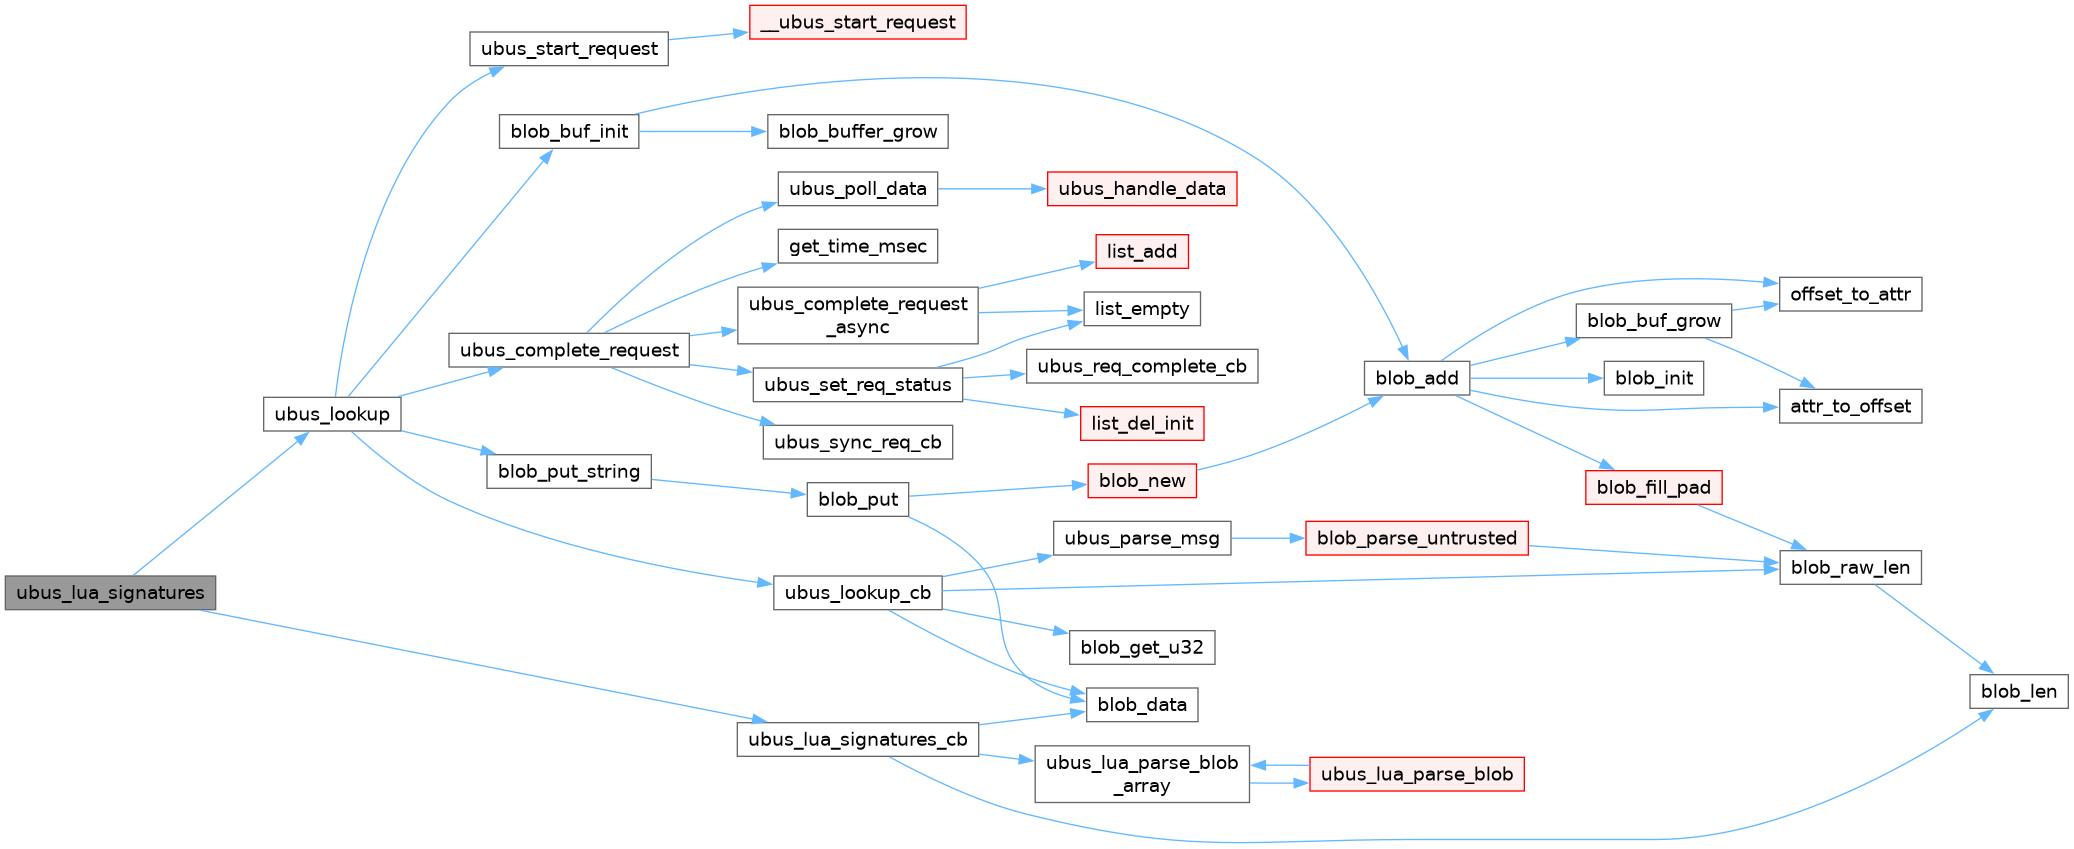 __ubus_start_request
ubus_start_request
blob_buf_init
blob_buffer_grow
ubus_poll_data
ubus_handle_data
get_time_msec
list_add
ubus_complete_request
_async
list_empty
offset_to_attr
blob_buf_grow
ubus_complete_request
ubus_set_req_status
ubus_req_complete_cb
blob_add
blob_init
attr_to_offset
ubus_lookup
list_del_init
ubus_sync_req_cb
blob_put_string
blob_put
blob_new
blob_fill_pad
ubus_parse_msg
blob_parse_untrusted
blob_raw_len
ubus_lua_signatures
ubus_lookup_cb
blob_get_u32
blob_data
blob_len
ubus_lua_signatures_cb
ubus_lua_parse_blob
_array
ubus_lua_parse_blob